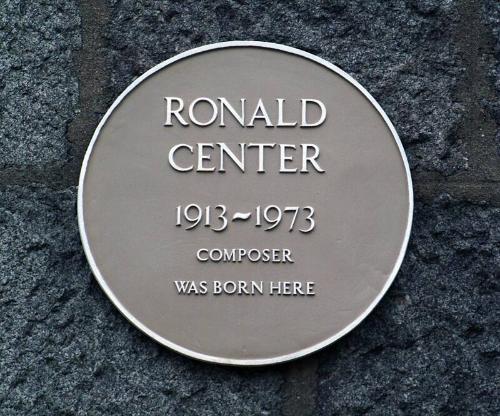 RONALD
CENTER
1913~1973
COMPOSER
WAS BORN HERE